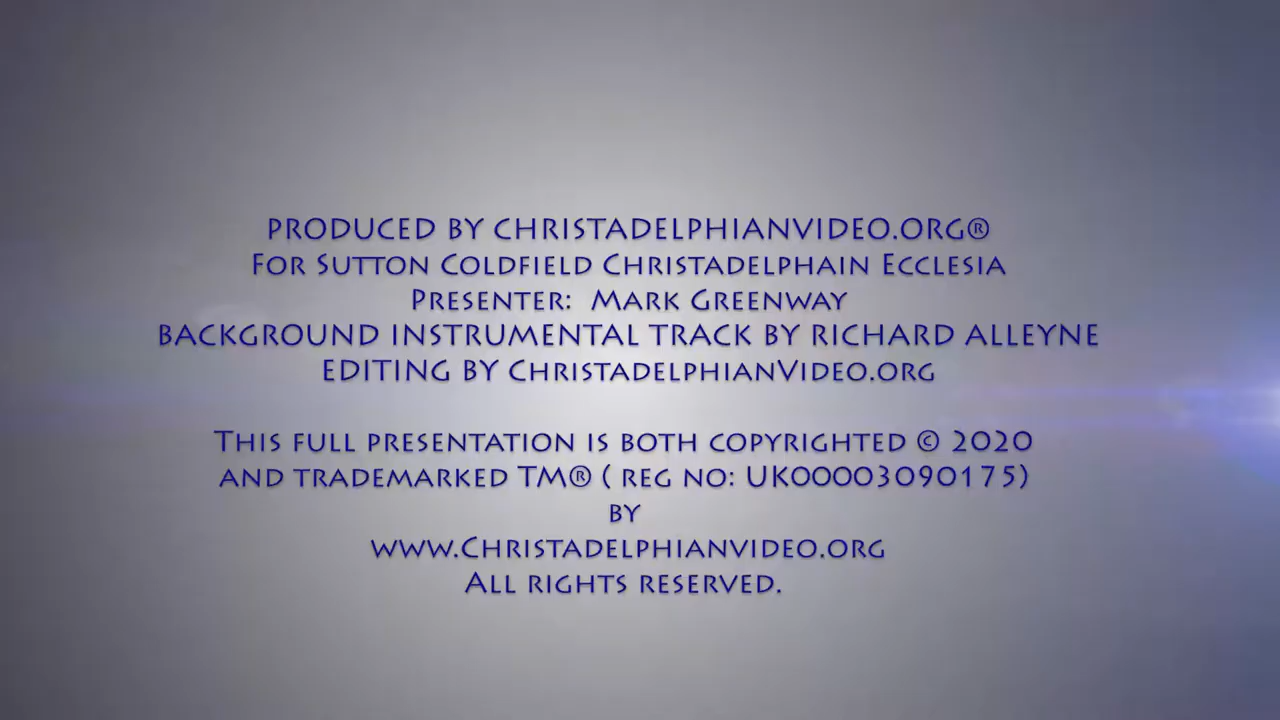 PRODUCED BY CHRISTADELPHIANVIDEO.ORG®
FOR SUTTON COLDFIELD CHRISTADELPHAIN ECCLESIA
PRESENTER: MARK GREENWAY
BACKGROUND INSTRUMENTAL TRACK BY RICHARD ALLEYNE
EDITING BY CHRISTADELPHIANVIDEO.ORG
THIS FULL PRESENTATION IS BOTH COPYRIGHTED © 2020
AND TRADEMARKED TM® ( REG NO: UK00003090175)
BY
WWW.CHRISTADELPHIANVIDEO.ORG
ALL RIGHTS RESERVED.